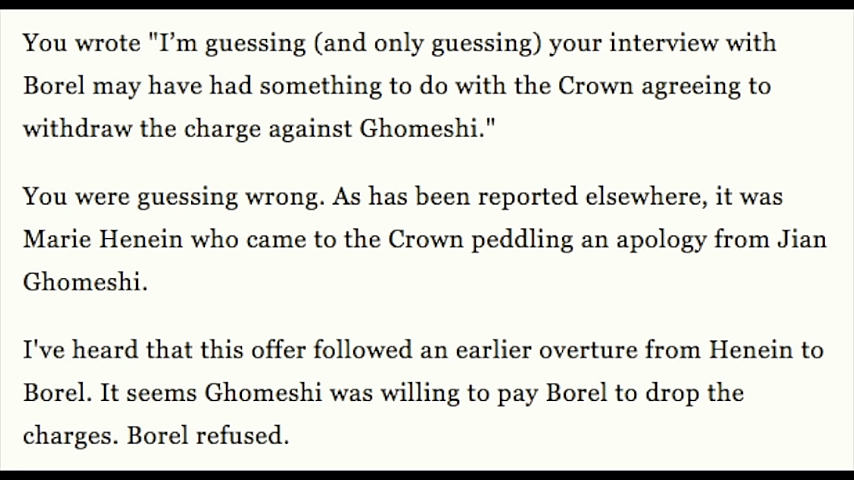 You wrote "I’m guessing (and only guessing) your interview with
Borel may have had something to do with the Crown agreeing to
withdraw the charge against Ghomeshi."
You were guessing wrong. As has been reported elsewhere, it was
Marie Henein who came to the Crown peddling an apology from Jian
Ghomeshi.
I've heard that this offer followed an earlier overture from Henein to
Borel. It seems Ghomeshi was willing to pay Borel to drop the
charges. Borel refused.